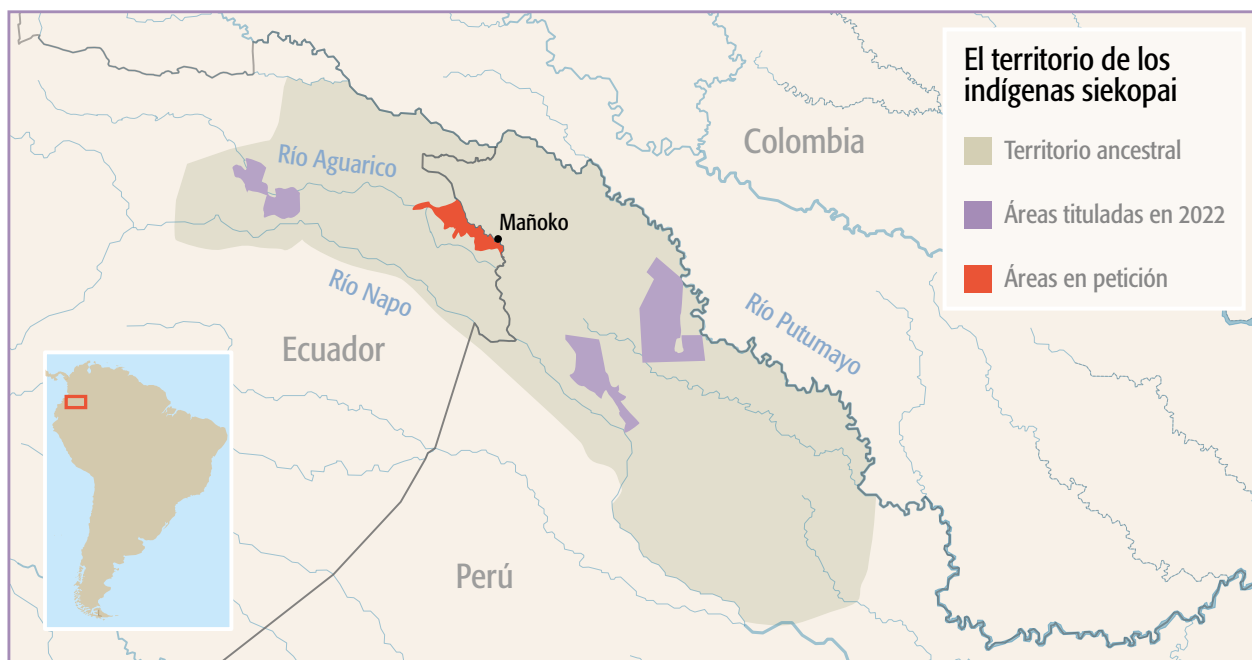 El territorio de los
indígenas siekopai
Territorio ancestral
Áreas tituladas en 2022
Áreas en petición
Colombia
Río Aguarico
Mañoko
Río Napo
Río Putumayo
Ecuador
Perú